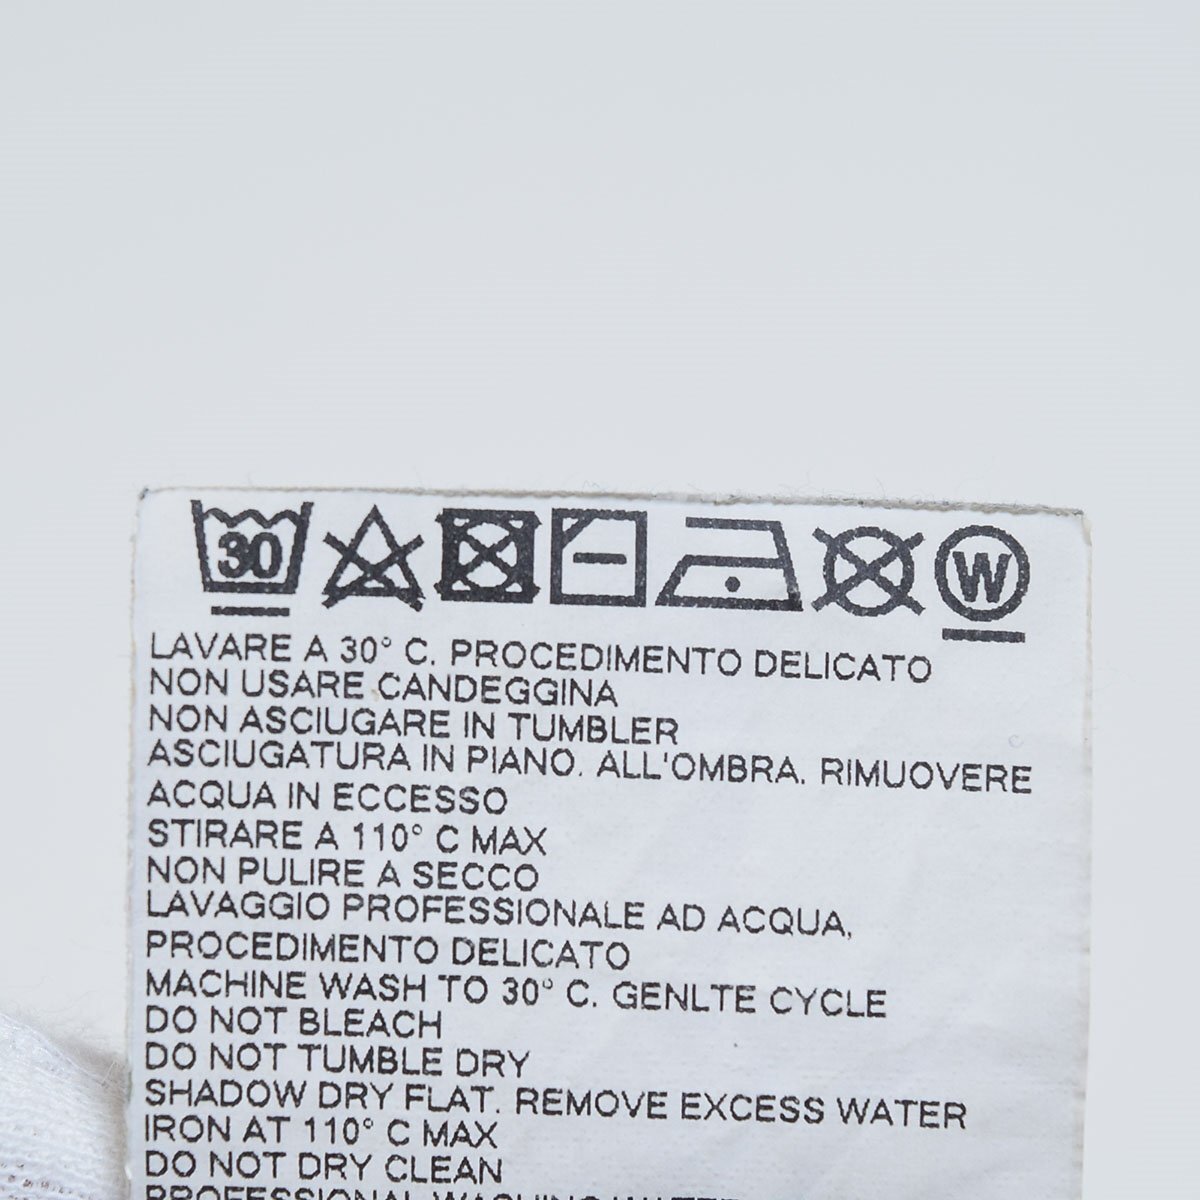 30 W
LAVARE A 30° C. PROCEDIMENTO DELICATO
NON USARE CANDEGGINA
NON ASCIUGARE IN TUMBLER
ASCIUGATURA IN PIANO. ALL'OMBRA. RIMUOVERE
ACQUA IN ECCESSO
STIRARE A 110° C MAX
NON PULIRE A SECCO
LAVAGGIO PROFESSIONALE AD ACQUA,
PROCEDIMENTO DELICATO
MACHINE WASH TO 30° C. GENLTE CYCLE
DO NOT BLEACH
DO NOT TUMBLE DRY
SHADOW DRY FLAT. REMOVE EXCESS WATER
IRON AT 110° C MAX
DO NOT DRY CLEAN
PROFESSIONAL WASHING WATER